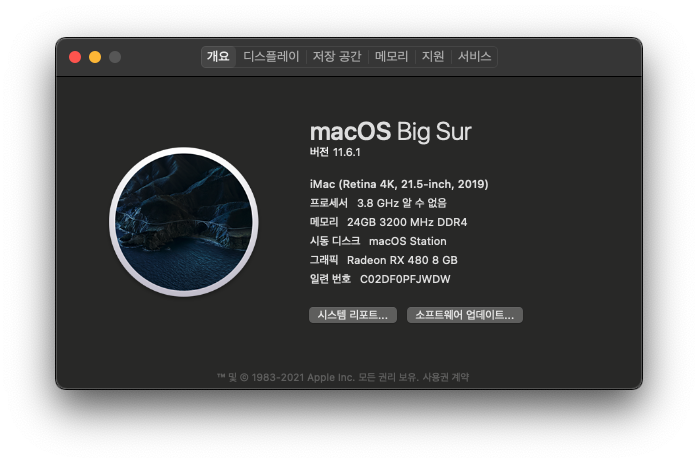 개요 디스플레이 저장 공간 메모리 지원 서비스
macOS Big Sur
버전 11.6.1
iMac (Retina 4K, 21.5-inch, 2019)
프로세서 3.8 GHz 알 수 없음
메모리 24GB 3200 MHz DDR4
시동 디스크 macOS Station
그래픽 Radeon RX 480 8 GB
일련 번호 C02DF0PFJWDW
시스템 리포트... 소프트웨어 업데이트...
™ 및 © 1983-2021 Apple Inc. 모든 권리 보유. 사용권 계약